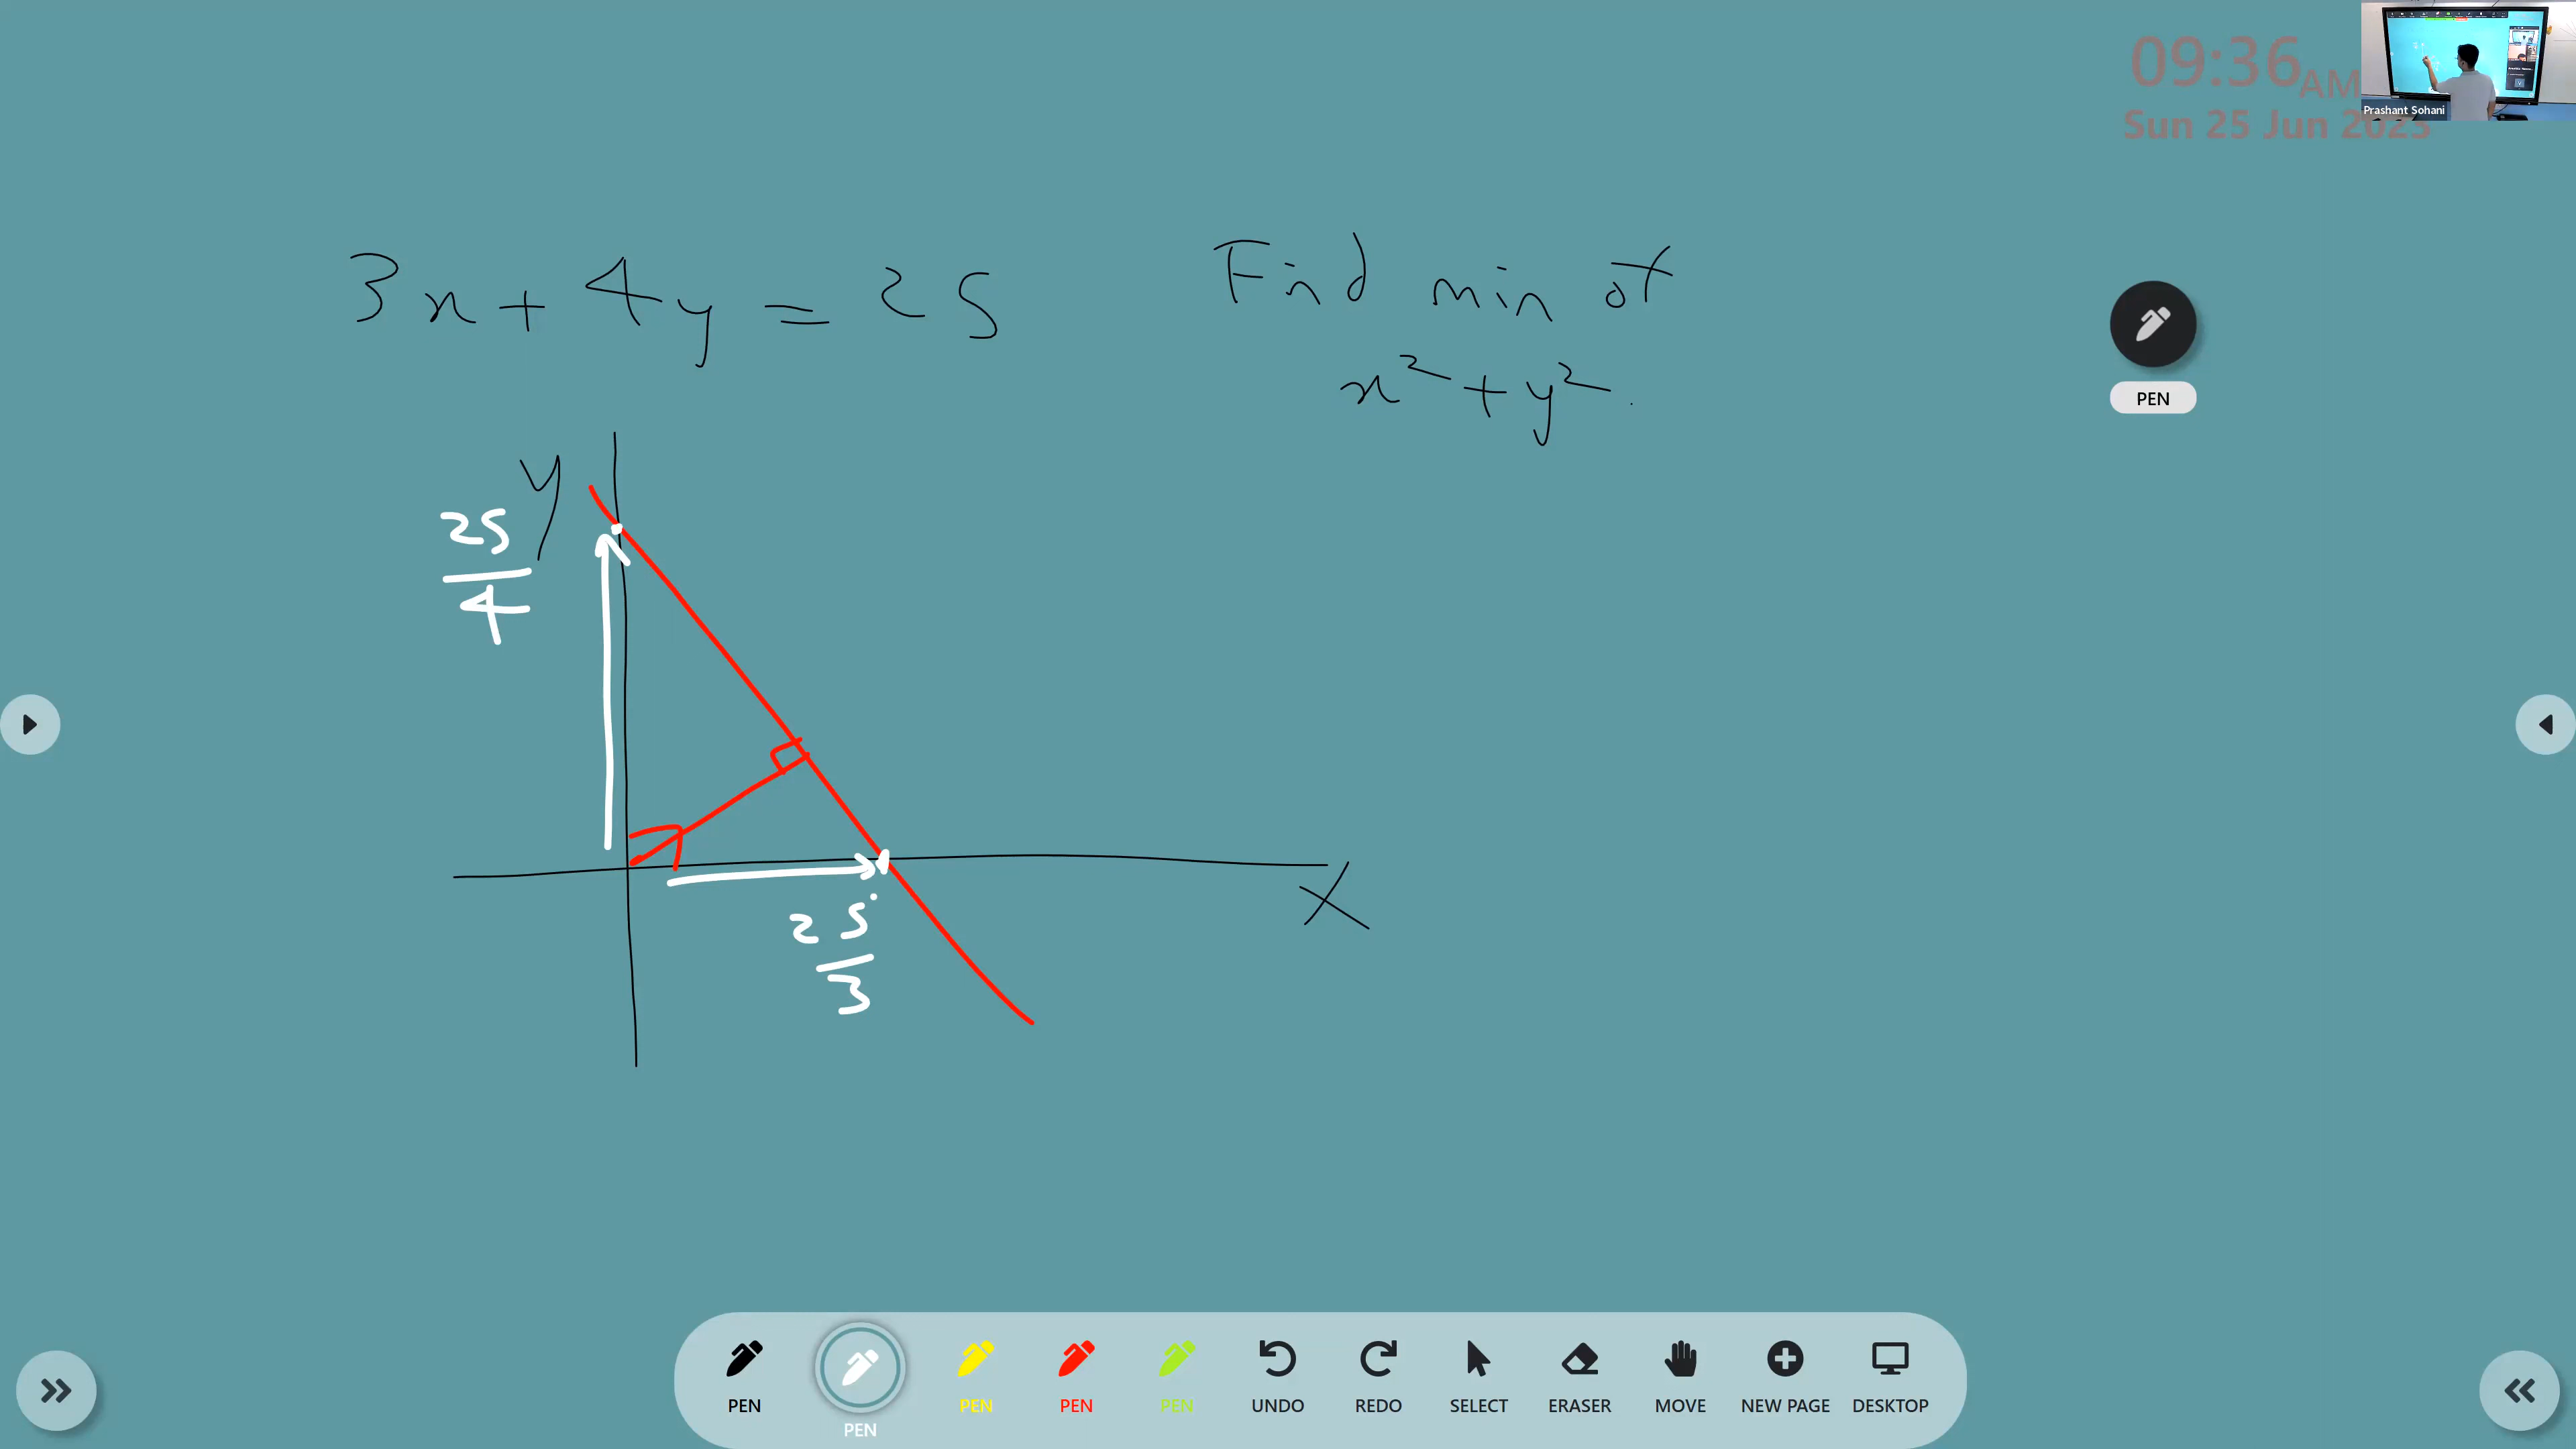 09:36AM
Sun 25 Jun 2023
Prashant Sohani
3x + 4y = 25
Find min of
x² + y².
y
25/4
25/3
X
PEN
PEN
PEN
PEN
PEN
PEN
UNDO
REDO
SELECT
ERASER
MOVE
NEW PAGE
DESKTOP